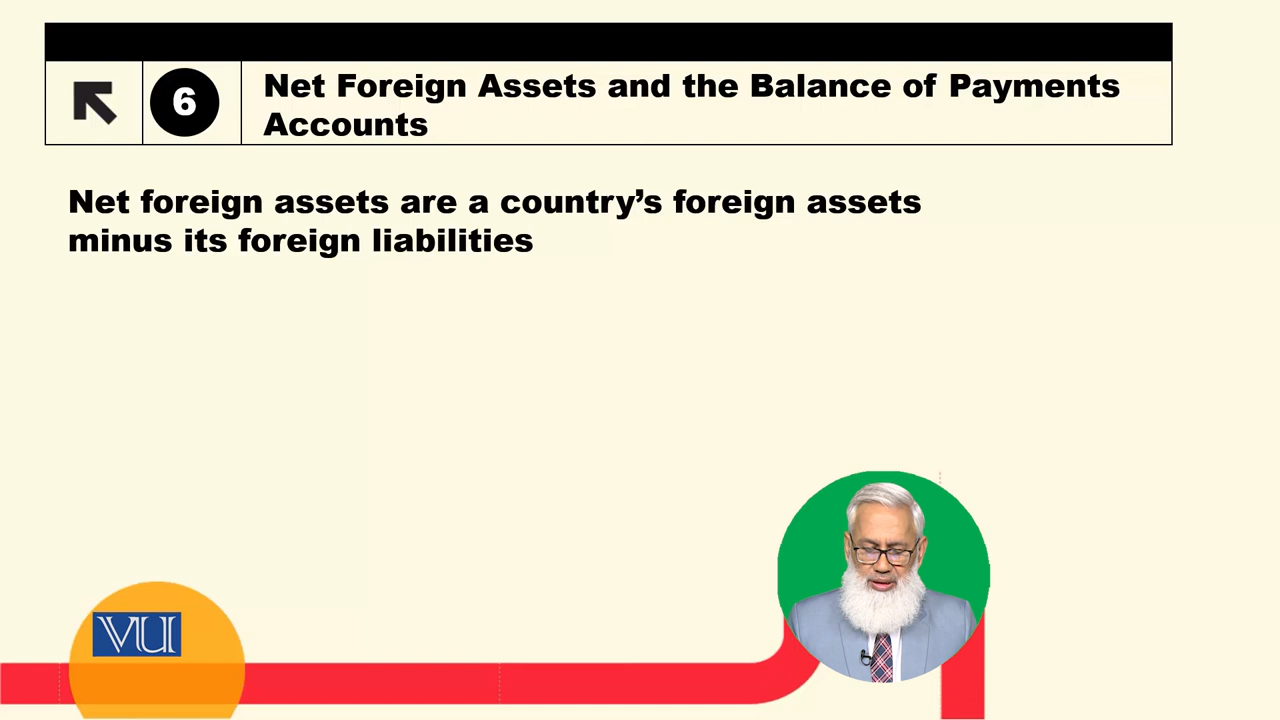 6
Net Foreign Assets and the Balance of Payments
Accounts
Net foreign assets are a country’s foreign assets
minus its foreign liabilities
VU